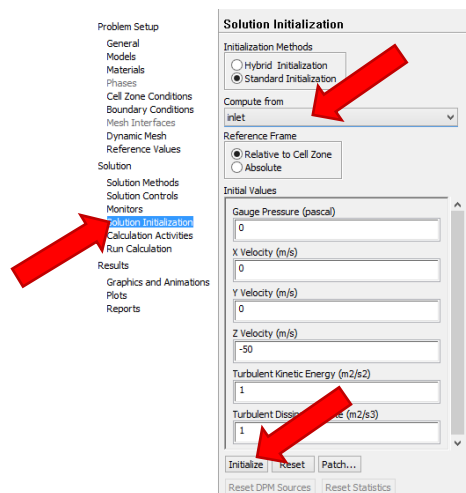 Problem Setup
General
Models
Materials
Phases
Cell Zone Conditions
Boundary Conditions
Mesh Interfaces
Dynamic Mesh
Reference Values
Solution
Solution Methods
Solution Controls
Monitors
Solution Initialization
Calculation Activities
Run Calculation
Results
Graphics and Animations
Plots
Reports
Solution Initialization
Initialization Methods
Hybrid Initialization
Standard Initialization
Compute from
inlet
Reference Frame
Relative to Cell Zone
Absolute
Initial Values
Gauge Pressure (pascal)
0
X Velocity (m/s)
0
Y Velocity (m/s)
0
Z Velocity (m/s)
-50
Turbulent Kinetic Energy (m2/s2)
1
Turbulent (m2/s3)
1
Initialize Reset Patch...
Reset DPM Sources Reset Statistics